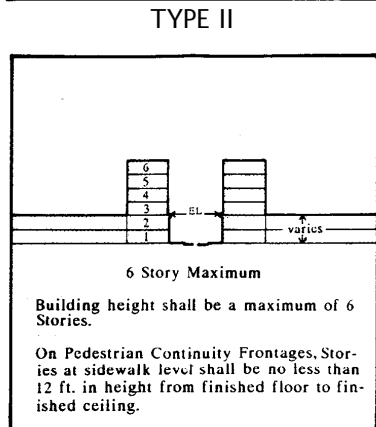 TYPE II
6
5
4
3
EL
2
varies
1
6 Story Maximum
Building height shall be a maximum of 6
Stories.
On Pedestrian Continuity Frontages, Stor-
ies at sidewalk level shall be no less than
12 ft. in height from finished floor to fin-
ished ceiling.